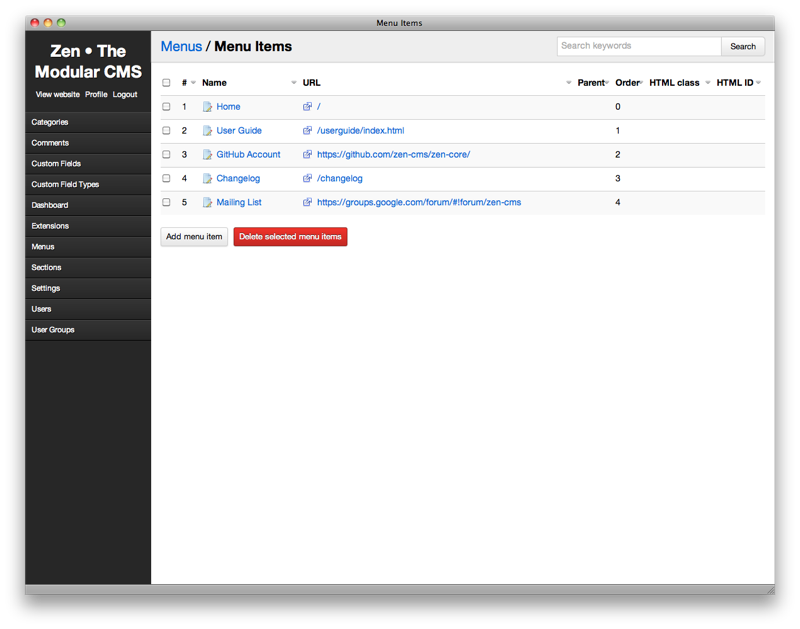 Menu Items
Zen • The
Modular CMS
View website Profile Logout
Categories
Comments
Custom Fields
Custom Field Types
Dashboard
Extensions
Menus
Sections
Settings
Users
User Groups
Menus / Menu Items
Search keywords Search
# Name URL Parent Order HTML class HTML ID
1 Home / 0
2 User Guide /userguide/index.html 1
3 GitHub Account https://github.com/zen-cms/zen-core/ 2
4 Changelog /changelog 3
5 Mailing List https://groups.google.com/forum/#!forum/zen-cms 4
Add menu item Delete selected menu items